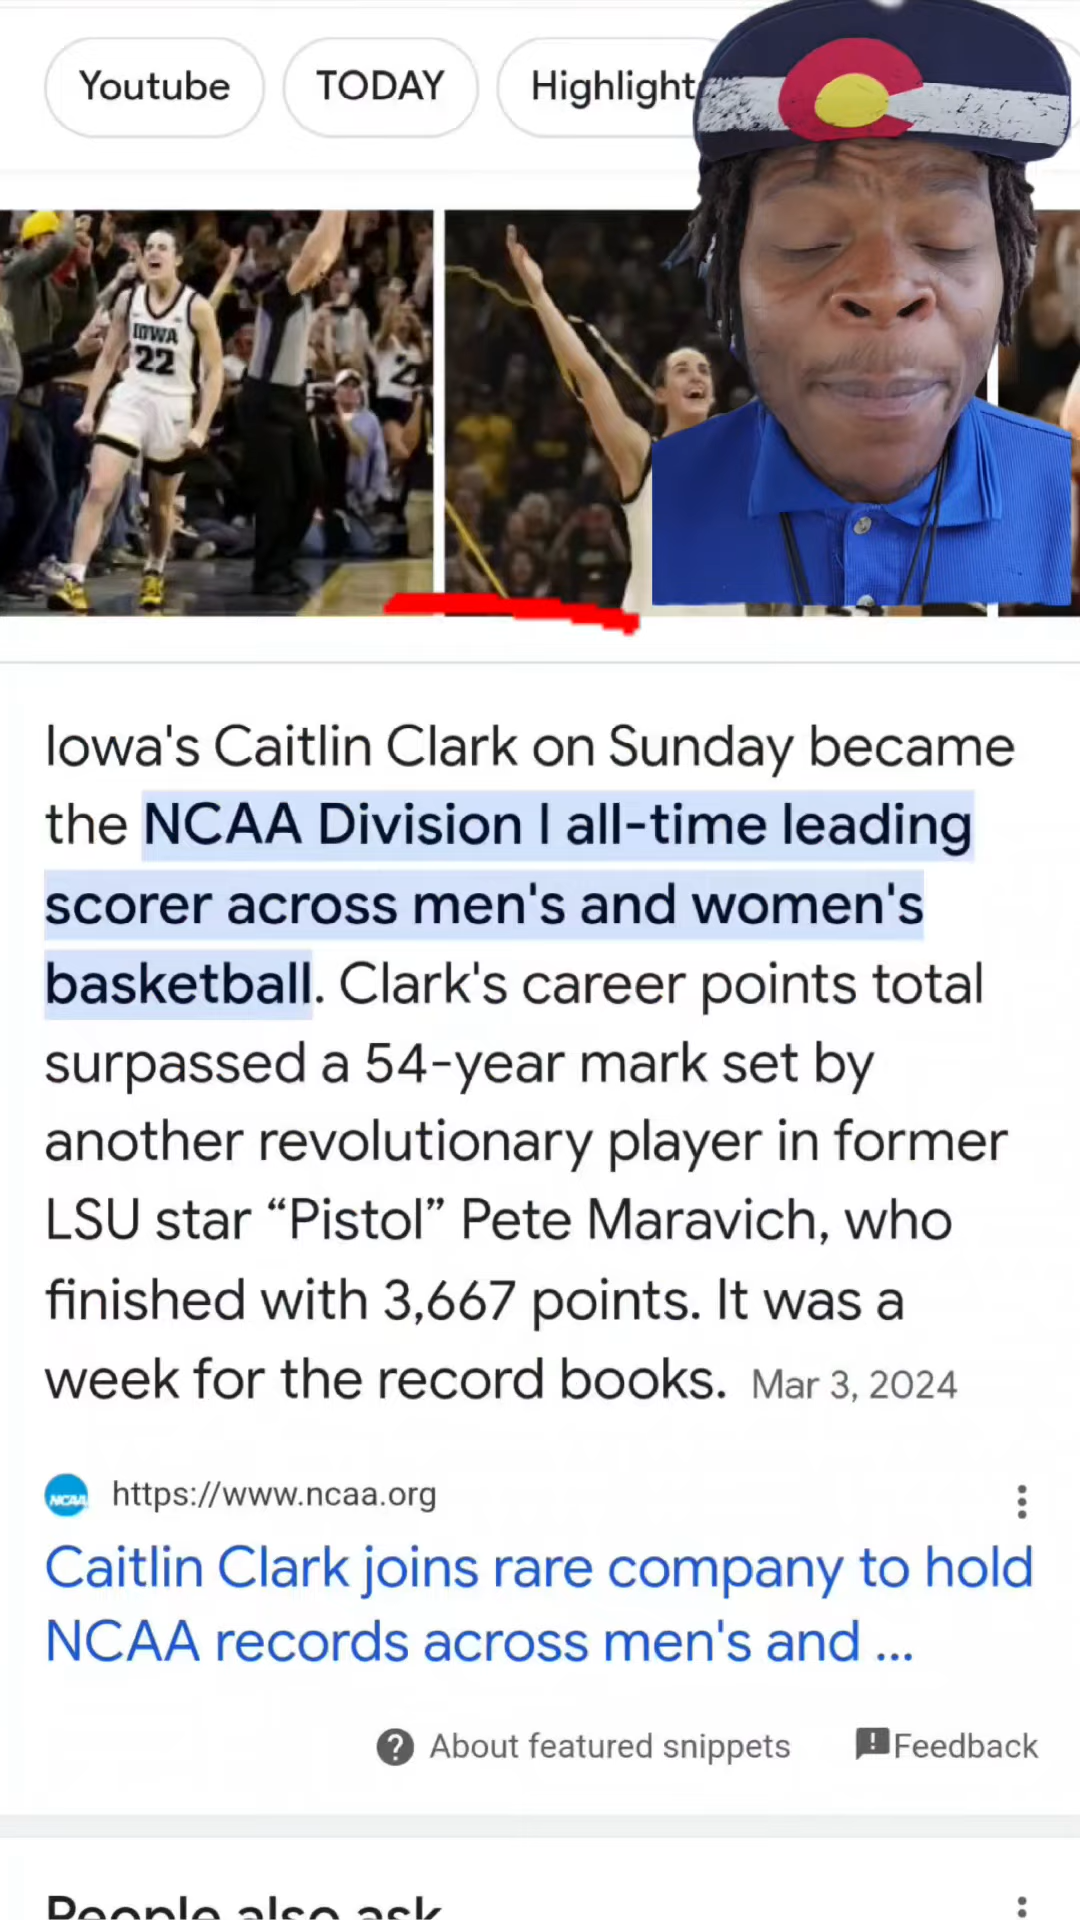 Youtube
TODAY
Highlight
IOWA
22
2
Iowa's Caitlin Clark on Sunday became
the NCAA Division I all-time leading
scorer across men's and women's
basketball. Clark's career points total
surpassed a 54-year mark set by
another revolutionary player in former
LSU star “Pistol” Pete Maravich, who
finished with 3,667 points. It was a
week for the record books. Mar 3, 2024
NCAA
https://www.ncaa.org
Caitlin Clark joins rare company to hold
NCAA records across men's and ...
? About featured snippets
! Feedback
People also ask